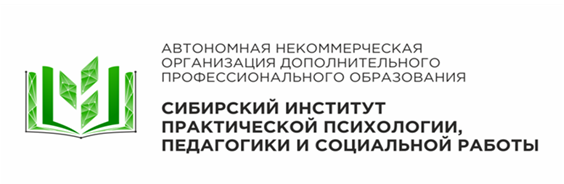 АВТОНОМНАЯ НЕКОММЕРЧЕСКАЯ
ОРГАНИЗАЦИЯ ДОПОЛНИТЕЛЬНОГО
ПРОФЕССИОНАЛЬНОГО ОБРАЗОВАНИЯ
СИБИРСКИЙ ИНСТИТУТ
ПРАКТИЧЕСКОЙ ПСИХОЛОГИИ,
ПЕДАГОГИКИ И СОЦИАЛЬНОЙ РАБОТЫ